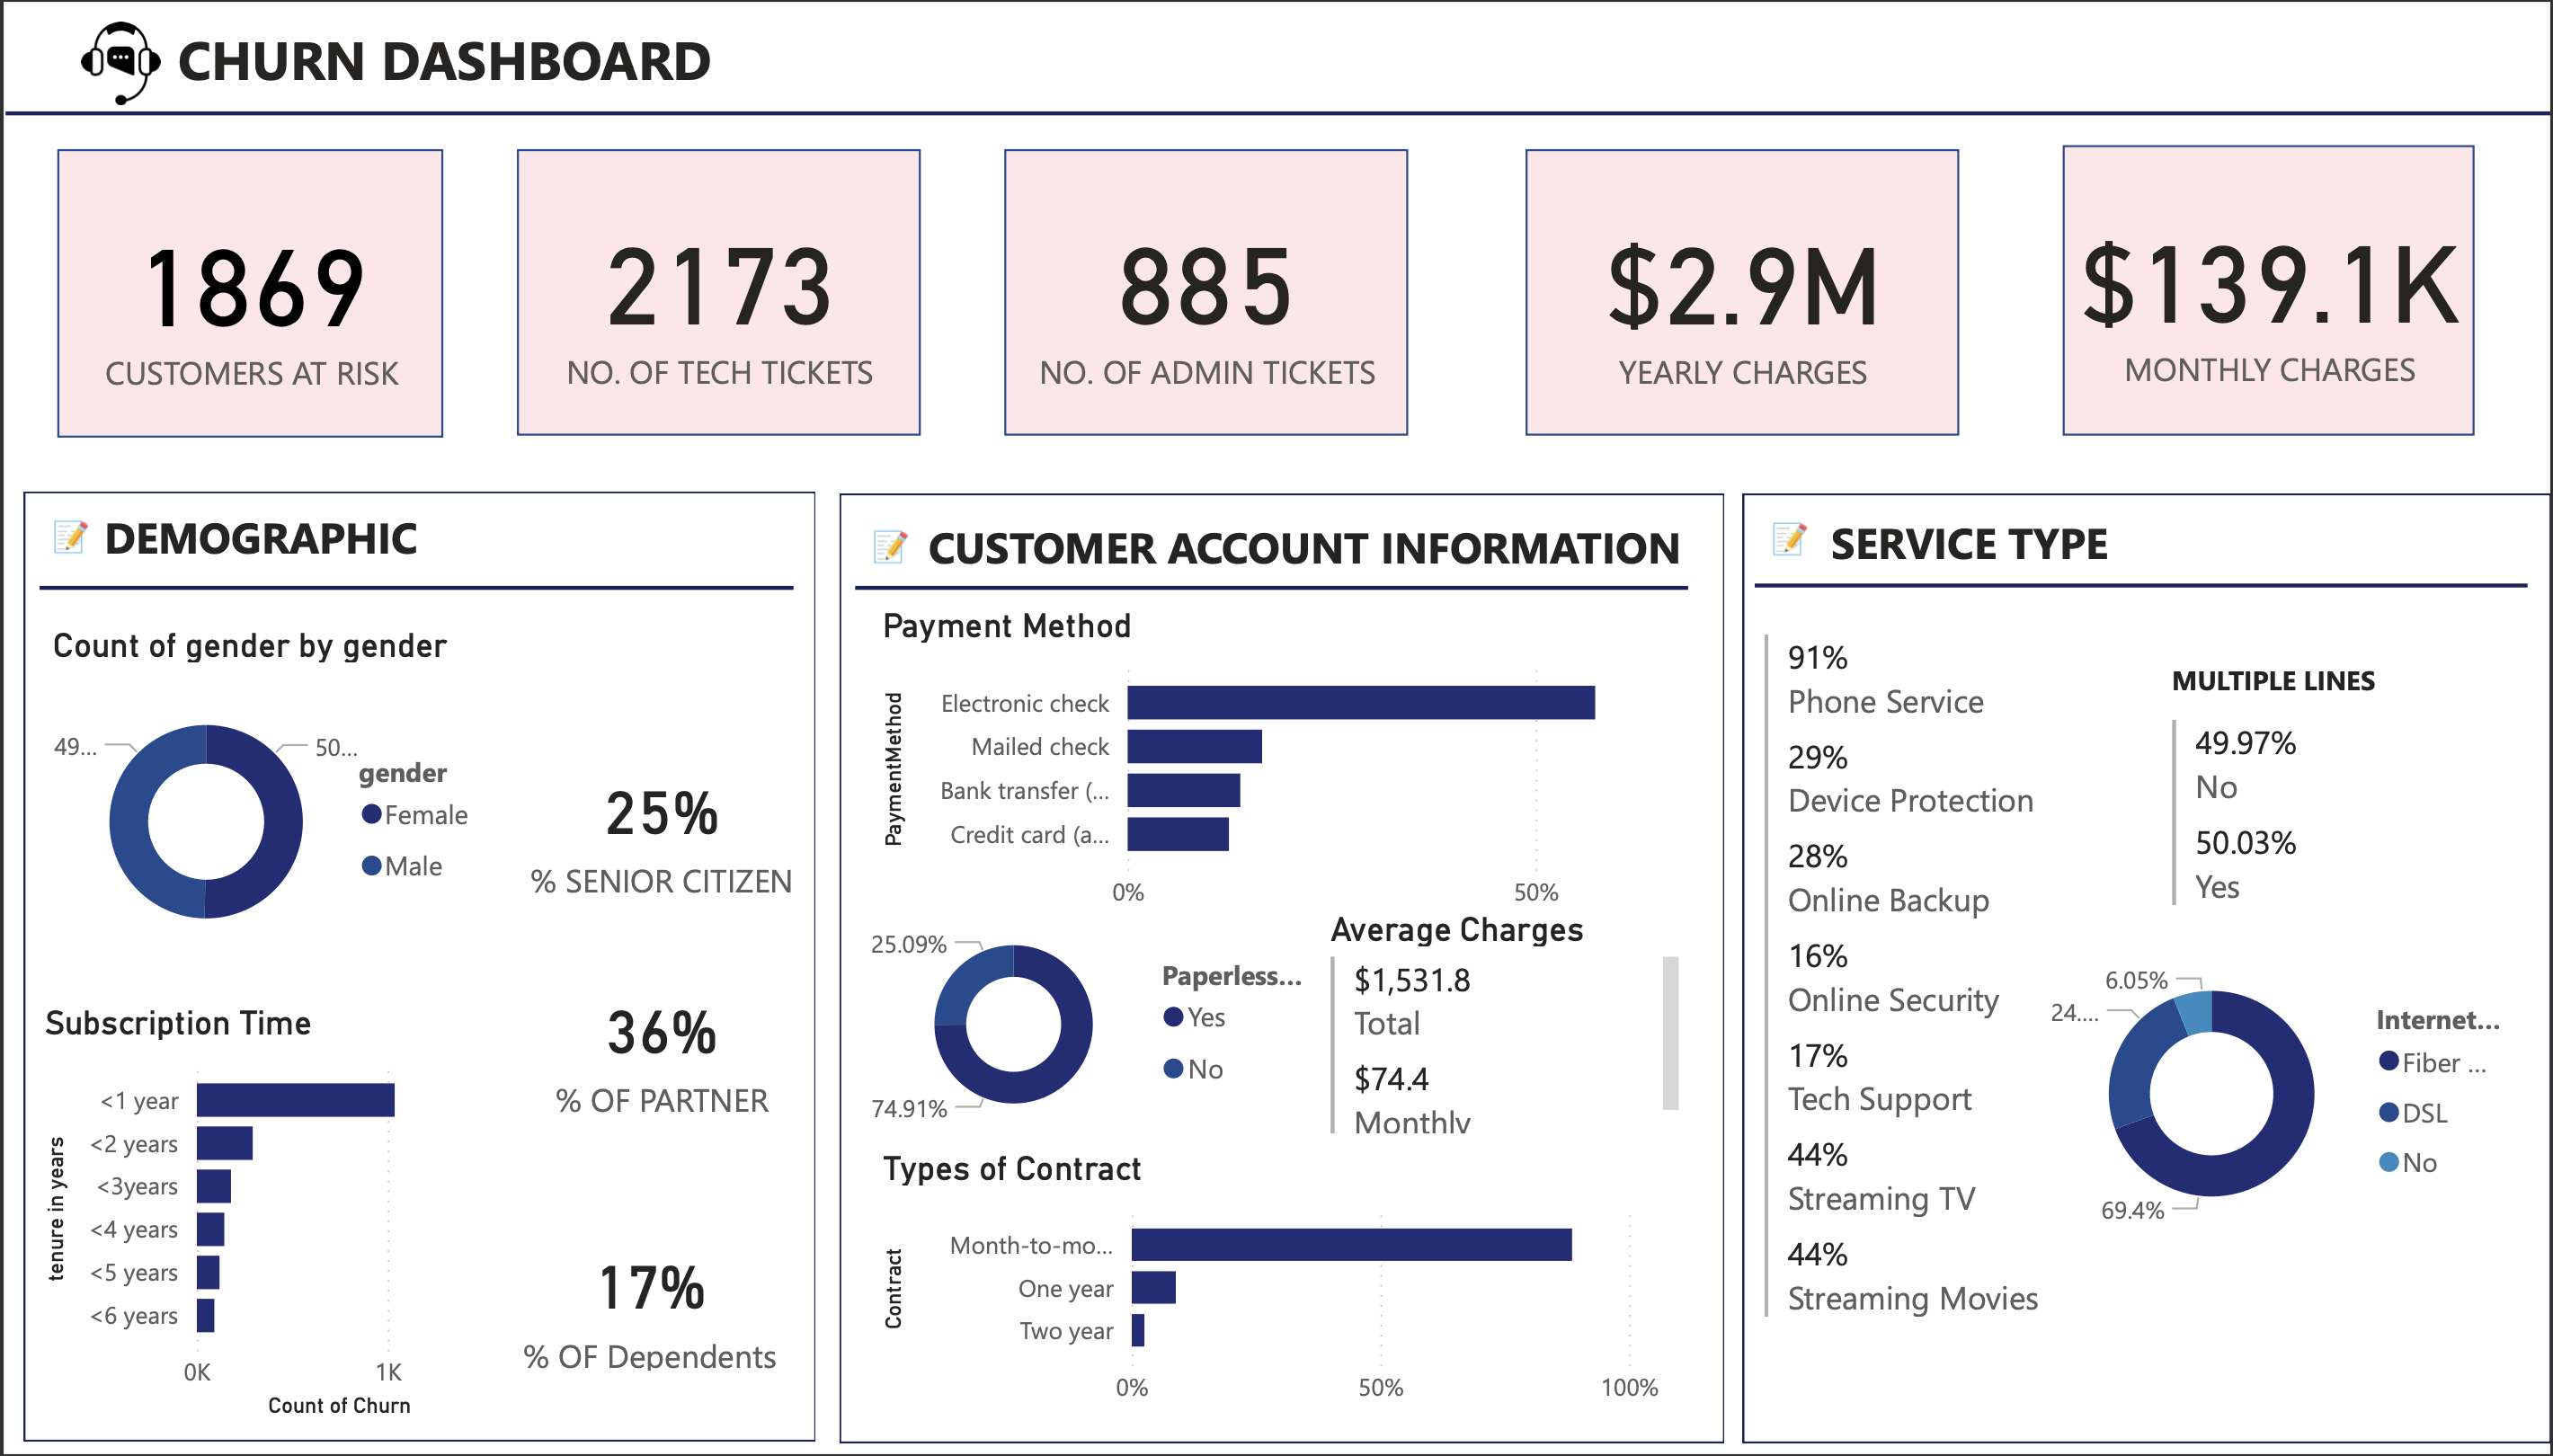 CHURN DASHBOARD
1869
CUSTOMERS AT RISK
2173
NO. OF TECH TICKETS
885
NO. OF ADMIN TICKETS
$2.9M
YEARLY CHARGES
$139.1K
MONTHLY CHARGES
DEMOGRAPHIC
Count of gender by gender
49...
50...
gender
Female
Male
25%
% SENIOR CITIZEN
36%
% OF PARTNER
17%
% OF Dependents
Subscription Time
tenure in years
<1 year
<2 years
<3years
<4 years
<5 years
<6 years
0K
1K
Count of Churn
CUSTOMER ACCOUNT INFORMATION
Payment Method
PaymentMethod
Electronic check
Mailed check
Bank transfer (...
Credit card (a...
0%
50%
25.09%
74.91%
Paperless...
Yes
No
Average Charges
$1,531.8
Total
$74.4
Monthly
Types of Contract
Contract
Month-to-mo...
One year
Two year
0%
50%
100%
SERVICE TYPE
91%
Phone Service
29%
Device Protection
28%
Online Backup
16%
Online Security
17%
Tech Support
44%
Streaming TV
44%
Streaming Movies
MULTIPLE LINES
49.97%
No
50.03%
Yes
6.05%
24....
69.4%
Internet...
Fiber ...
DSL
No